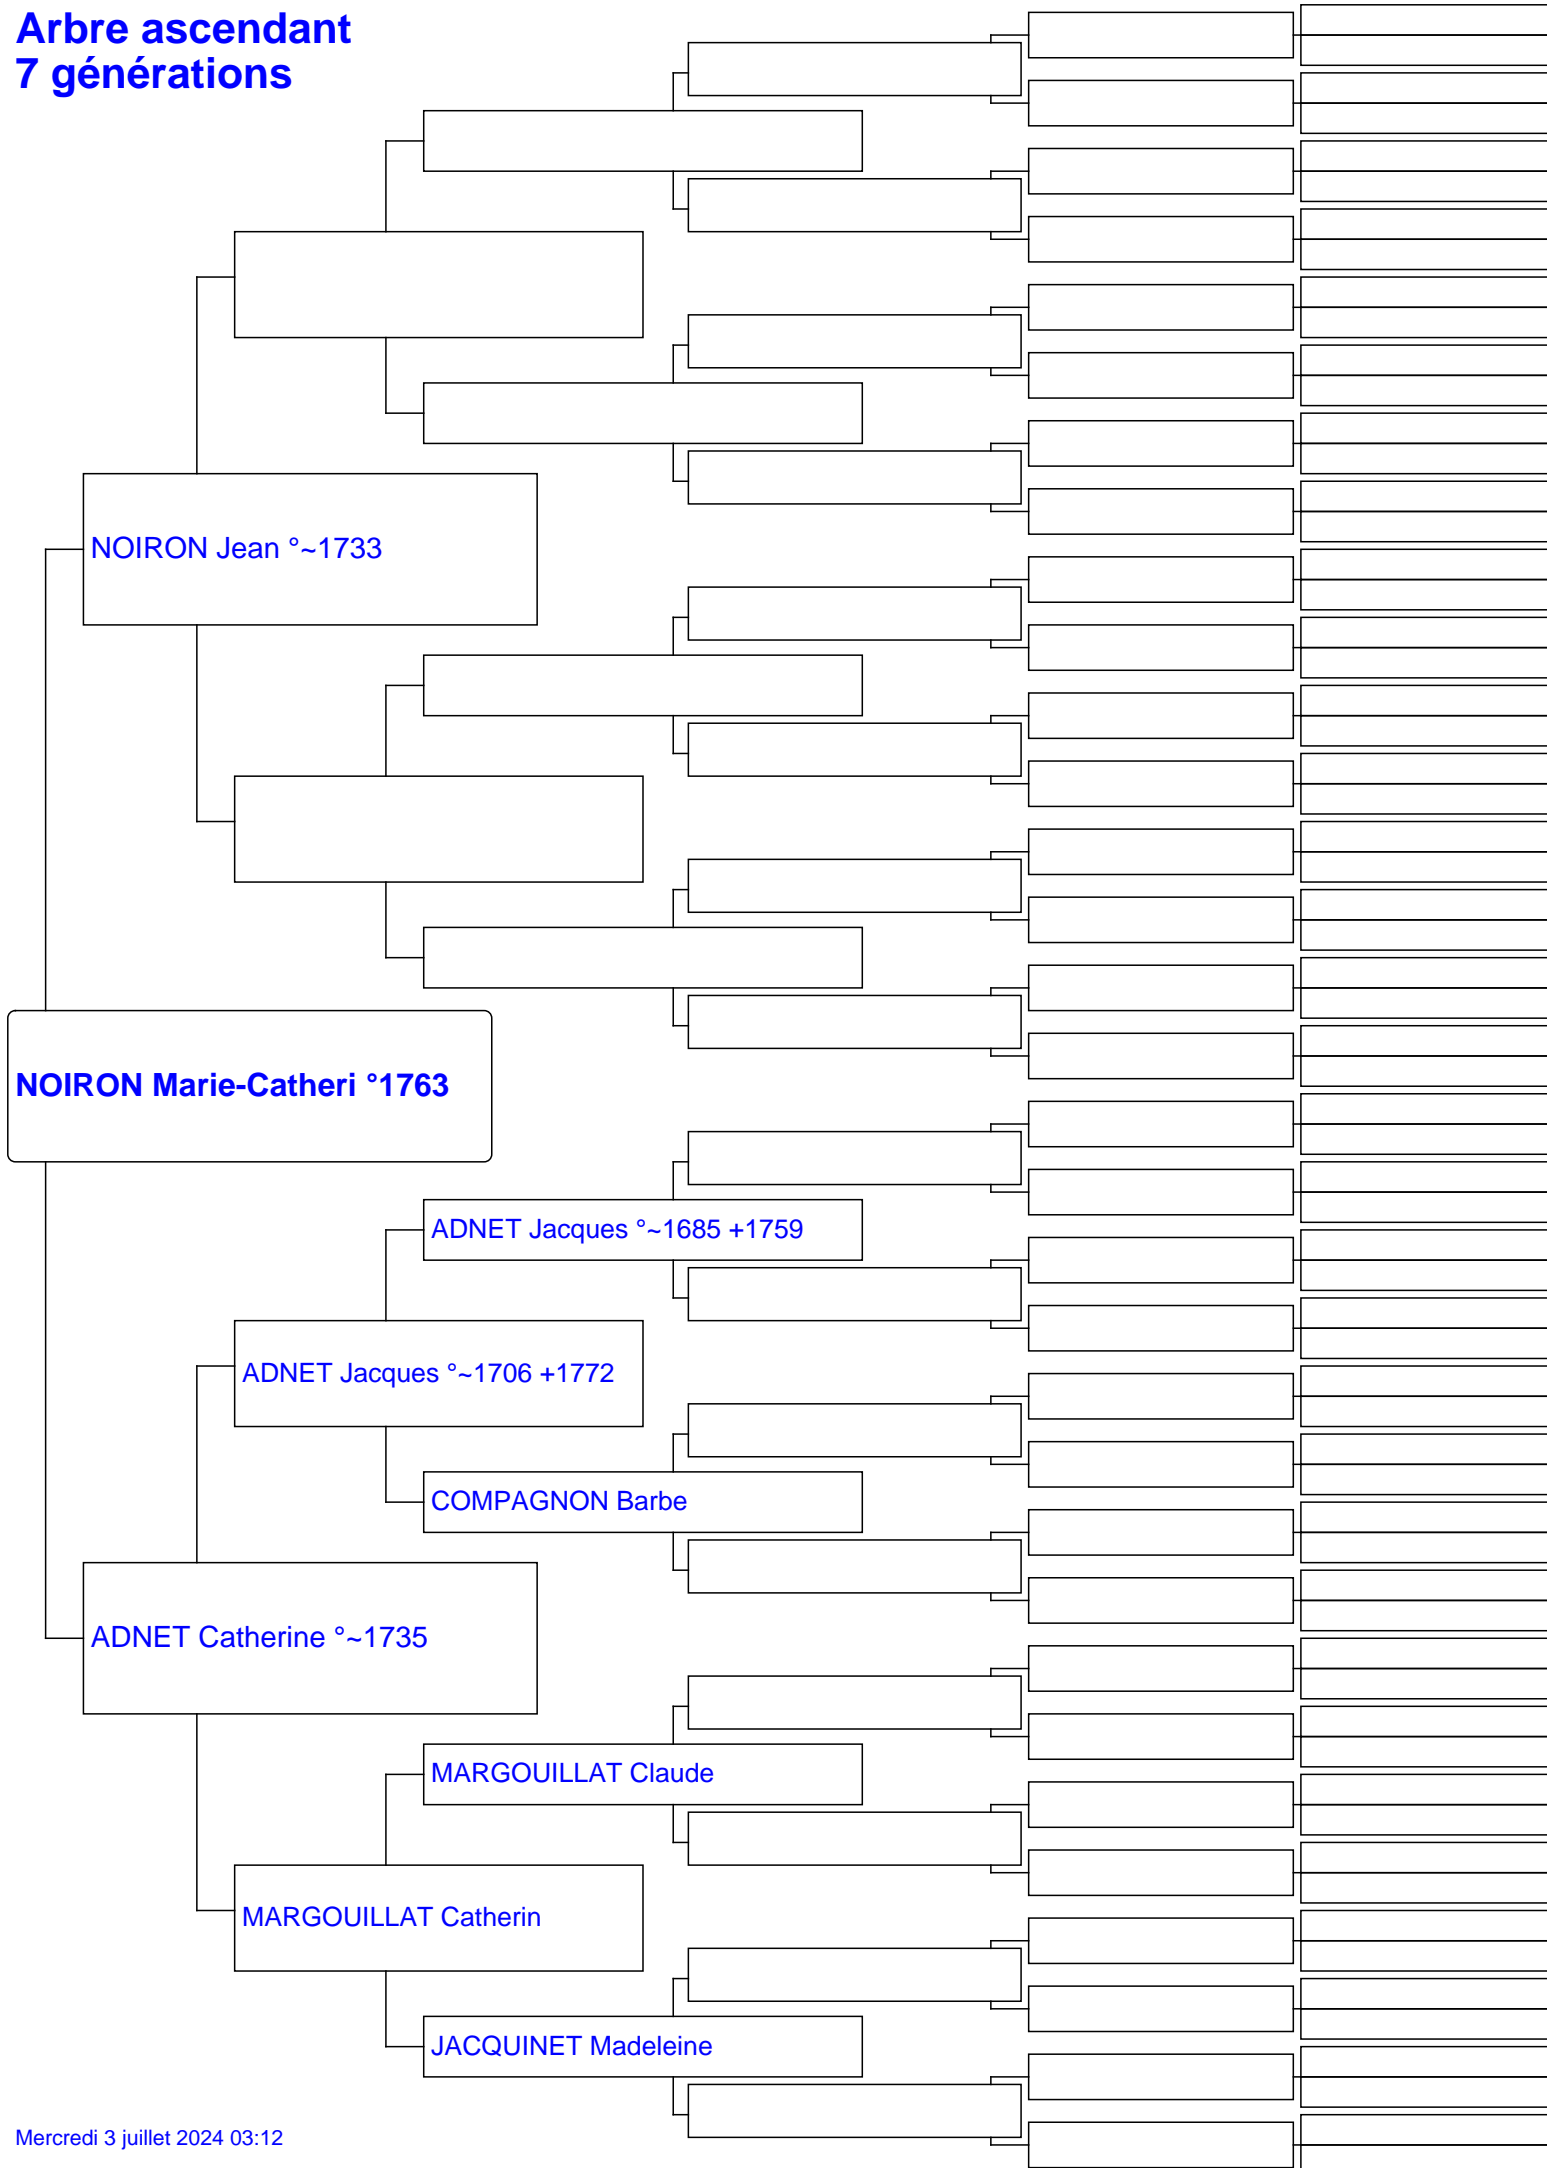 Arbre ascendant
7 générations
NOIRON Jean °~1733
NOIRON Marie-Catheri °1763
ADNET Jacques °~1685 +1759
ADNET Jacques °~1706 +1772
COMPAGNON Barbe
ADNET Catherine °~1735
MARGOUILLAT Claude
MARGOUILLAT Catherin
JACQUINET Madeleine
Mercredi 3 juillet 2024 03:12